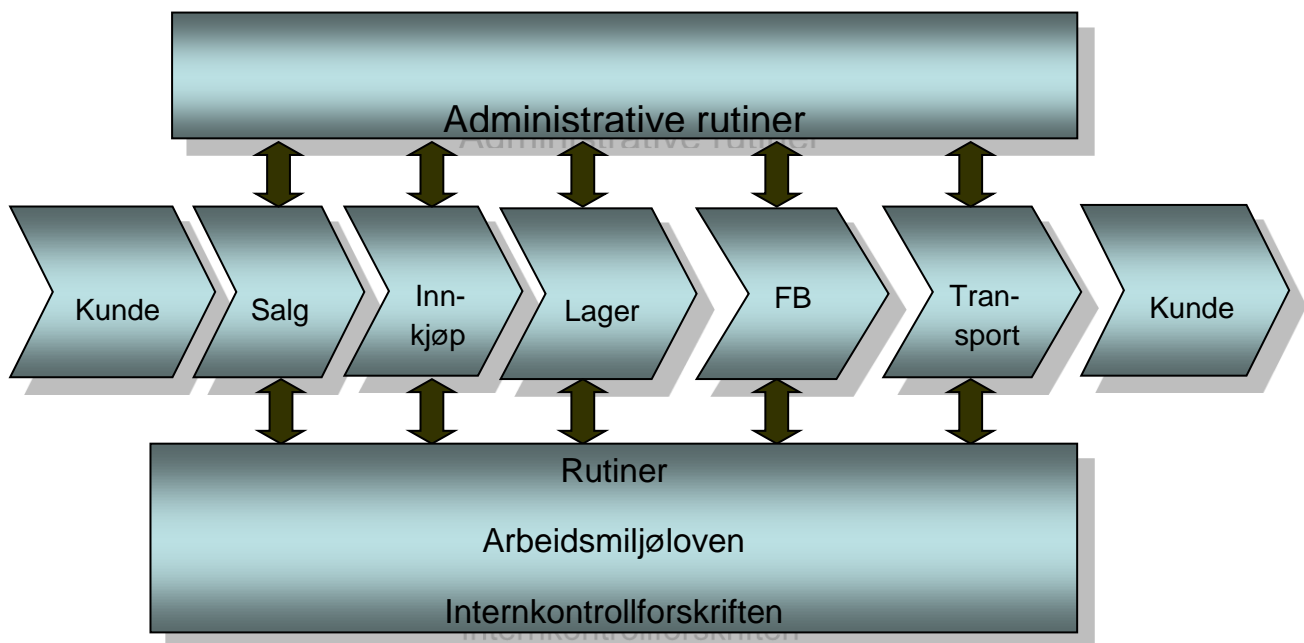 Administrative rutiner
Kunde
Salg
Inn-
kjøp
Lager
FB
Tran-
sport
Kunde
Rutiner
Arbeidsmiljøloven
Internkontrollforskriften